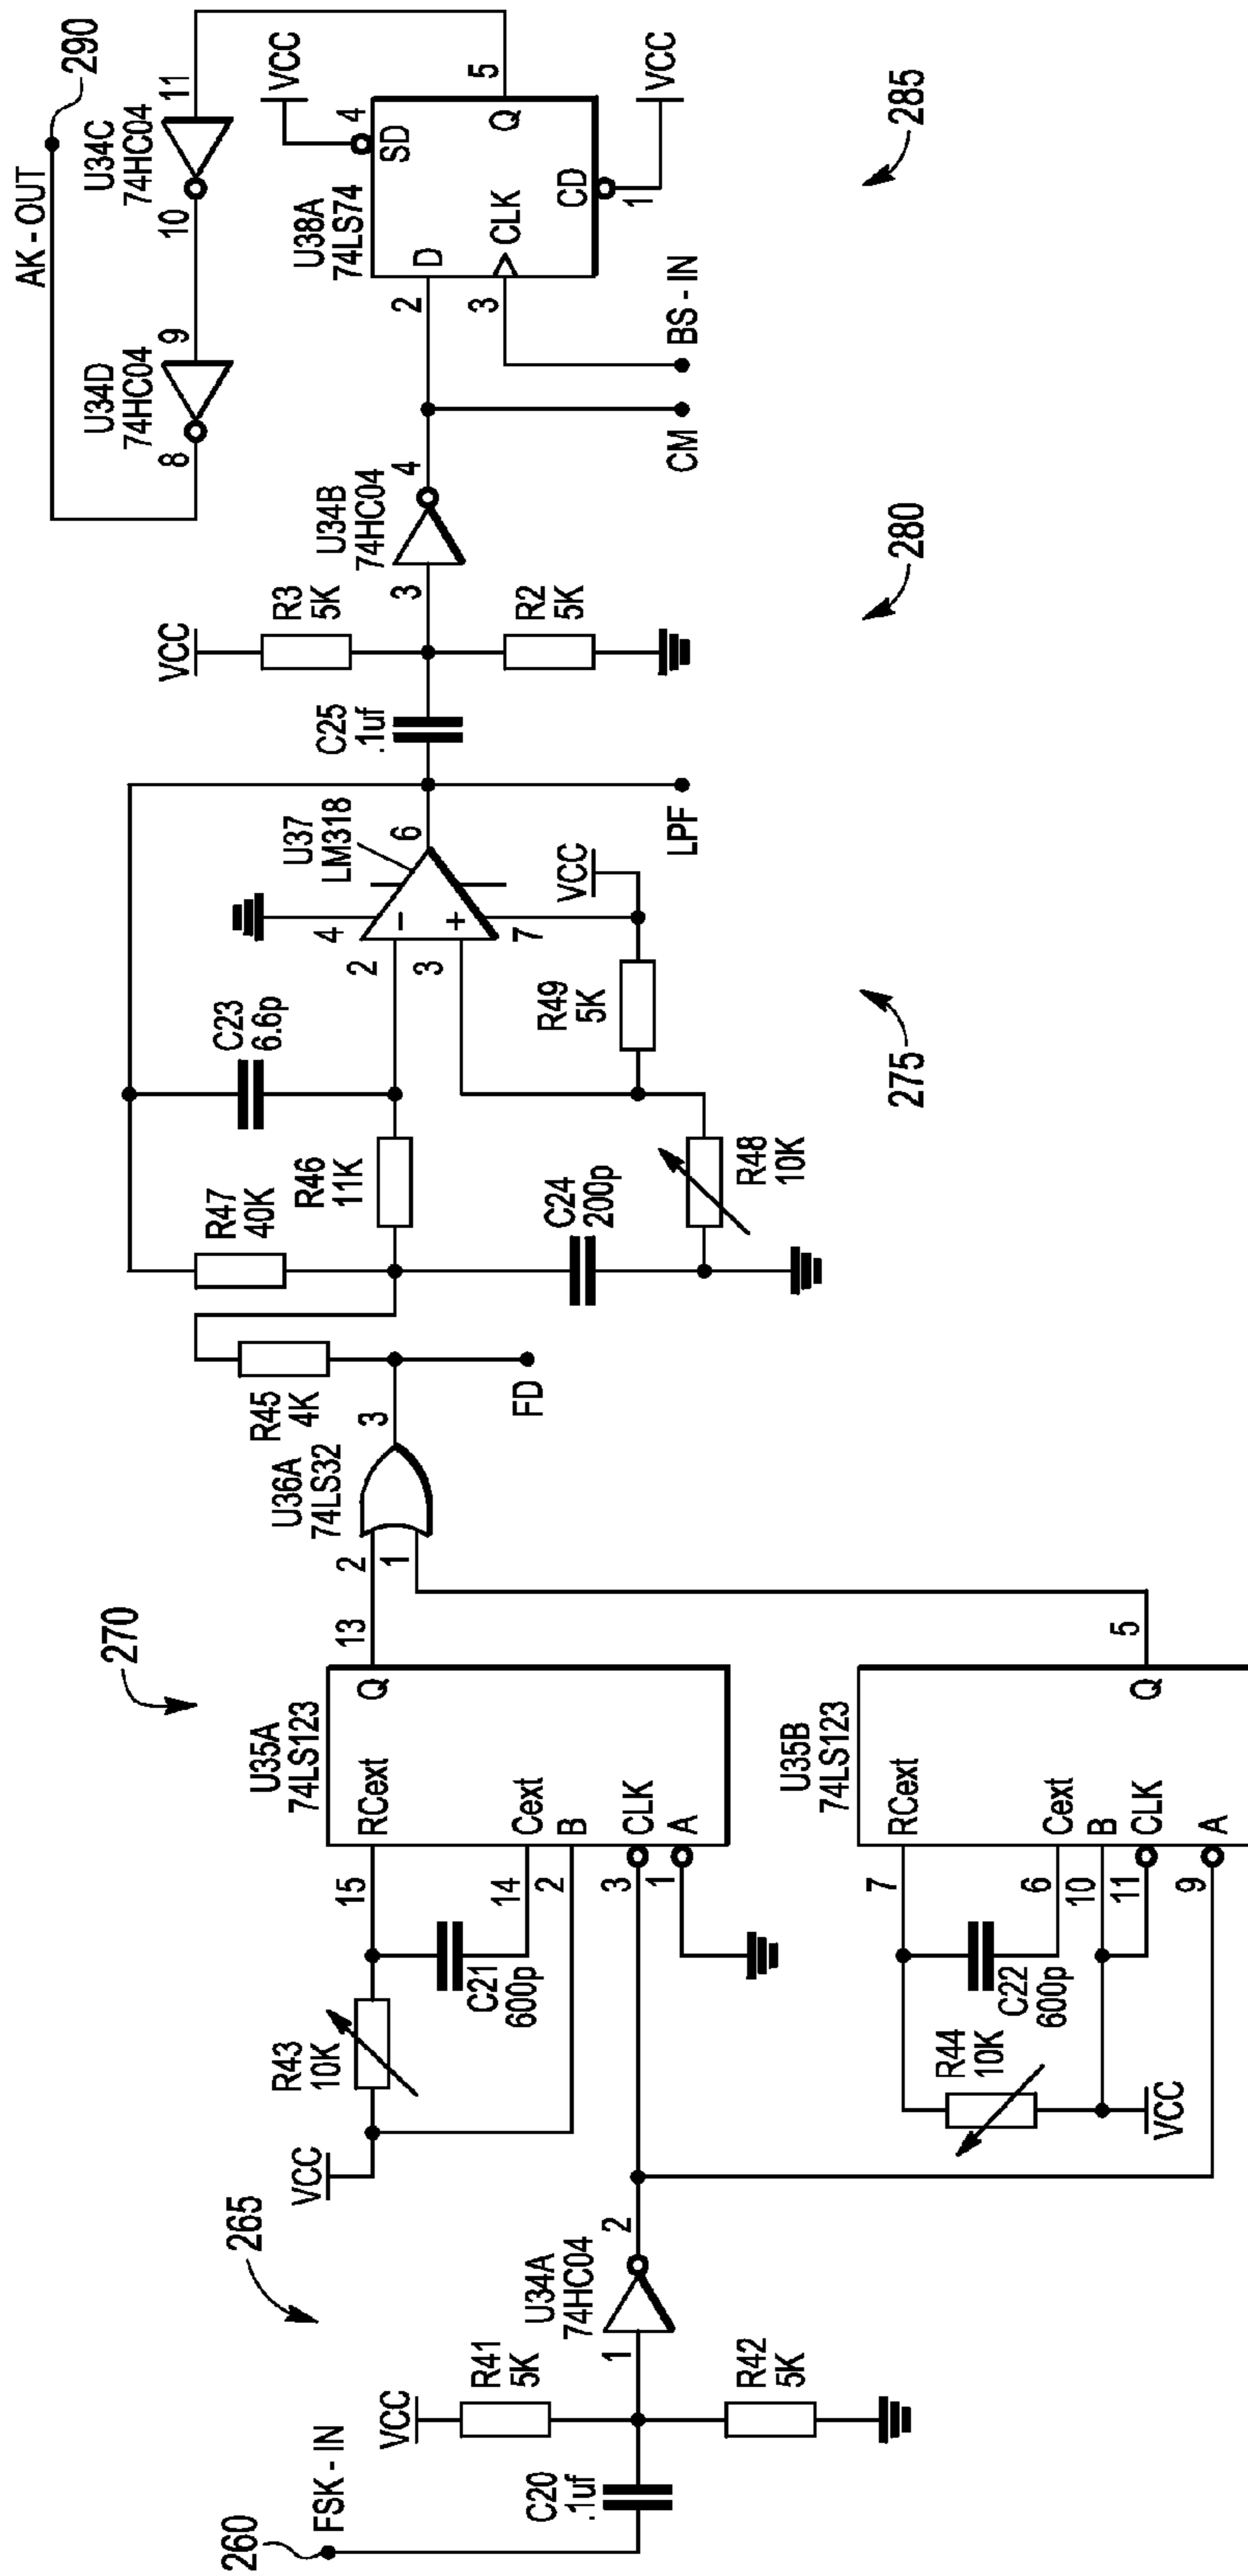 260
FSK - IN
C20
.1uf
VCC
R41
5K
R42
5K
265
1
U34A
74HC04
2
VCC
R43
10K
C21
600p
15
14
2
3
1
U35A
74LS123
RCext
Cext
B
CLK
A
Q
13
270
R44
10K
VCC
C22
600p
7
6
10
11
9
U35B
74LS123
RCext
Cext
B
CLK
A
Q
5
2
1
U36A
74LS32
3
R45
4K
FD
R47
40K
R46
11K
C23
6.6p
C24
200p
R48
10K
R49
5K
VCC
275
2
3
4
7
U37
LM318
-
+
6
LPF
C25
.1uf
VCC
R3
5K
R2
5K
280
3
U34B
74HC04
4
CM
BS - IN
2
3
U38A
74LS74
D
CLK
SD
CD
Q
4
VCC
1
VCC
5
285
11
U34C
74HC04
10
9
U34D
74HC04
8
AK - OUT
290